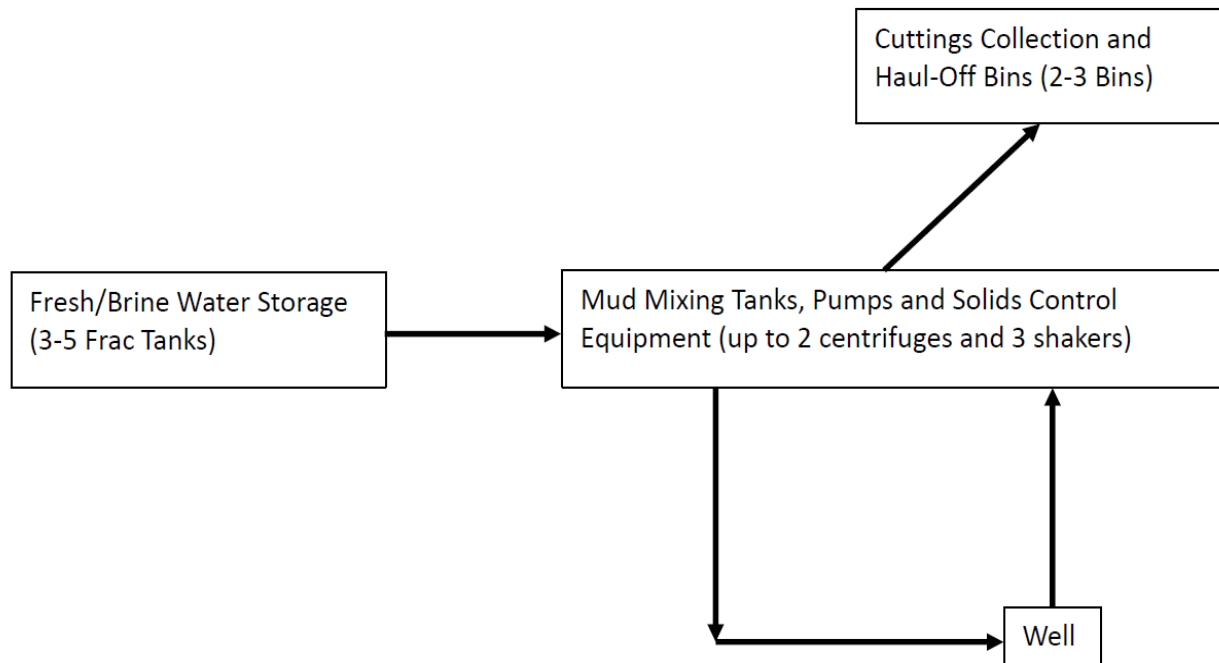 Cuttings Collection and
Haul-Off Bins (2-3 Bins)
Fresh/Brine Water Storage
(3-5 Frac Tanks)
Mud Mixing Tanks, Pumps and Solids Control
Equipment (up to 2 centrifuges and 3 shakers)
Well